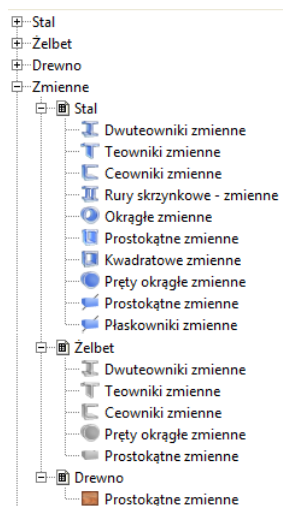 Stal
Żelbet
Drewno
Zmienne
Stal
Dwuteowniki zmienne
Teowniki zmienne
Ceowniki zmienne
Rury skrzynkowe - zmienne
Okrągłe zmienne
Prostokątne zmienne
Kwadratowe zmienne
Pręty okrągłe zmienne
Prostokątne zmienne
Płaskowniki zmienne
Żelbet
Dwuteowniki zmienne
Teowniki zmienne
Ceowniki zmienne
Pręty okrągłe zmienne
Prostokątne zmienne
Drewno
Prostokątne zmienne